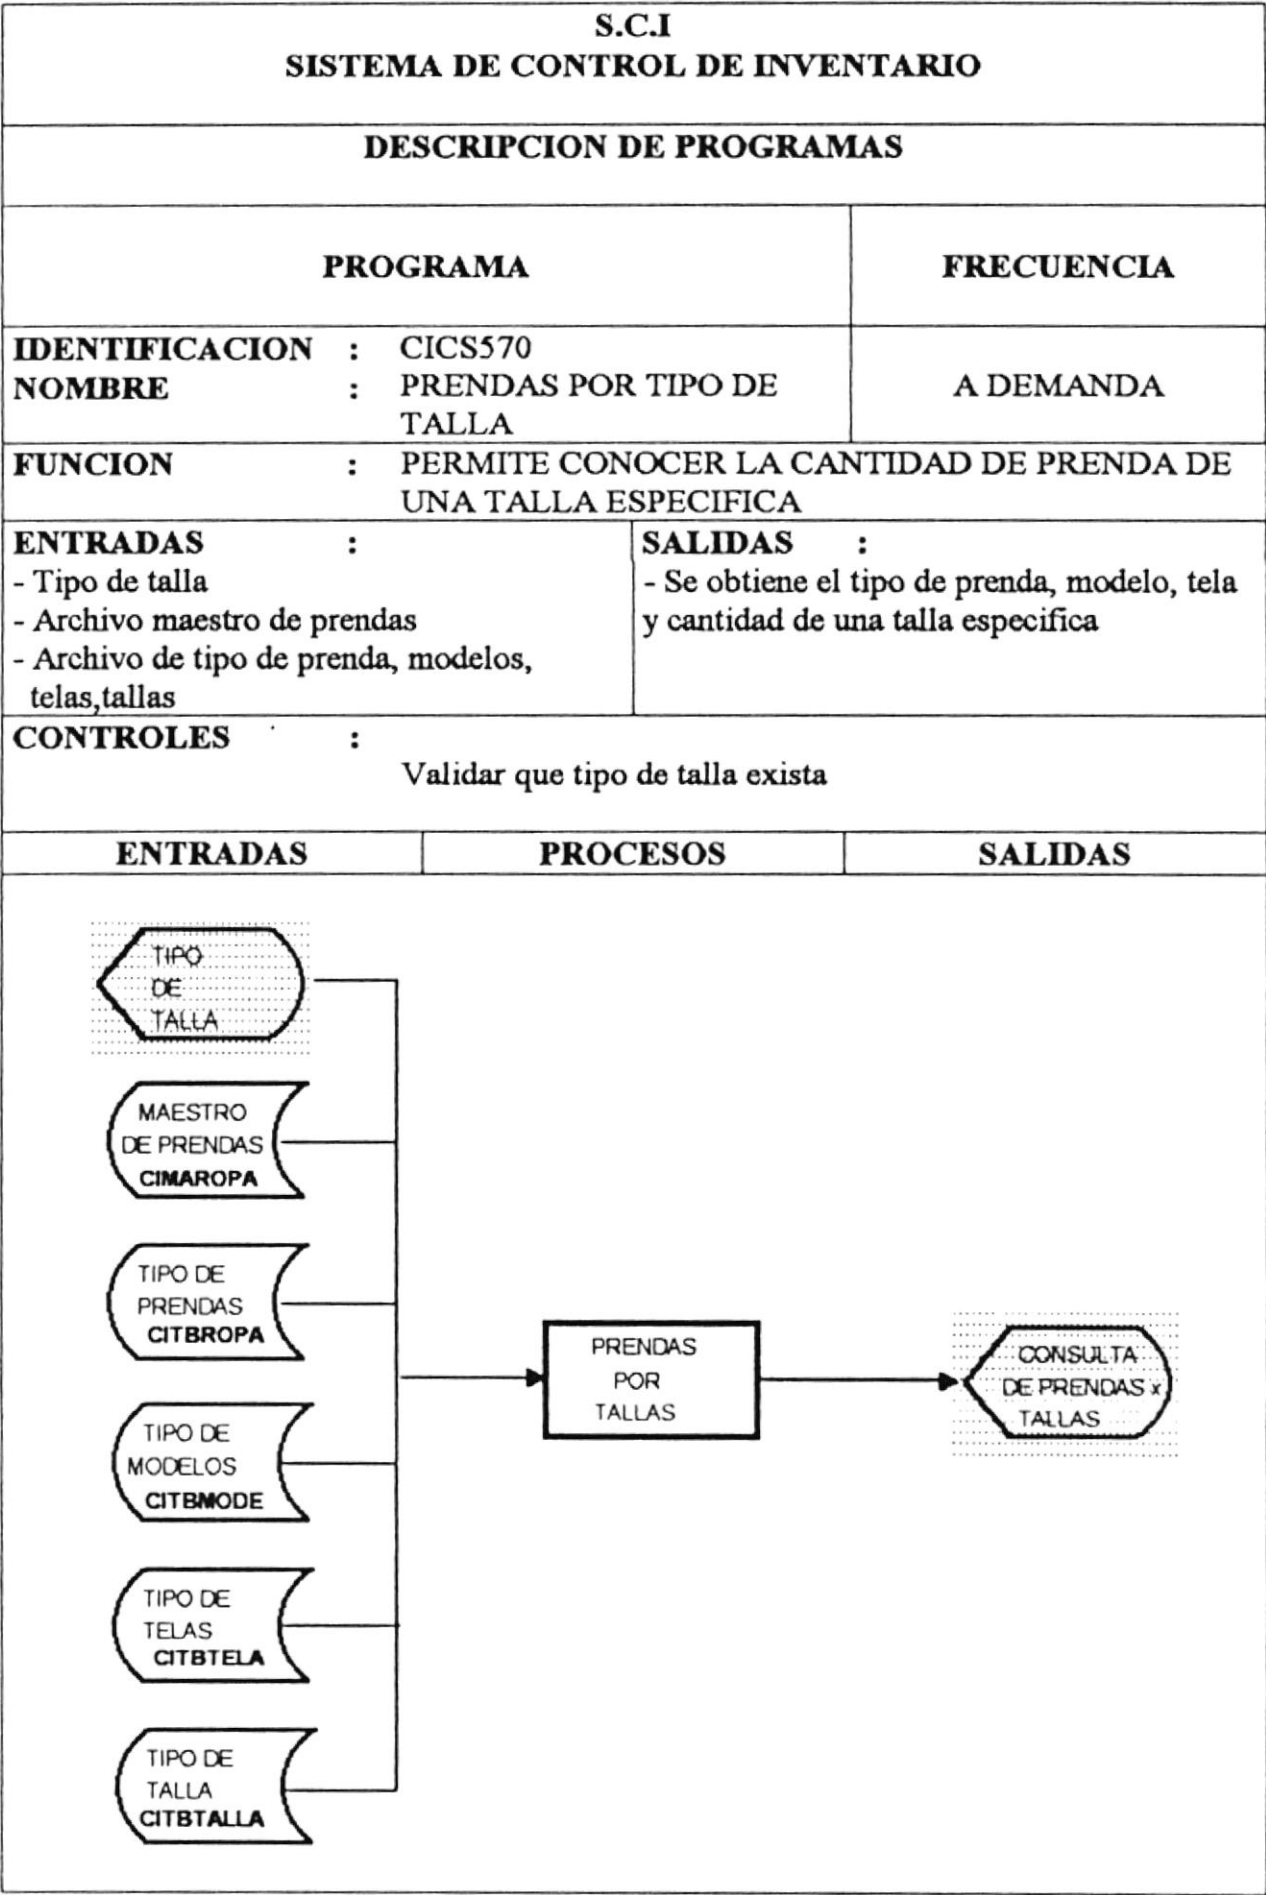 S.C.I
SISTEMA DE CONTROL DE INVENTARIO
DESCRIPCION DE PROGRAMAS
PROGRAMA
FRECUENCIA
IDENTIFICACION : CICS570
NOMBRE : PRENDAS POR TIPO DE
TALLA
A DEMANDA
FUNCION : PERMITE CONOCER LA CANTIDAD DE PRENDA DE
UNA TALLA ESPECIFICA
ENTRADAS :
- Tipo de talla
- Archivo maestro de prendas
- Archivo de tipo de prenda, modelos,
telas,tallas
SALIDAS :
- Se obtiene el tipo de prenda, modelo, tela
y cantidad de una talla especifica
CONTROLES :
Validar que tipo de talla exista
ENTRADAS
PROCESOS
SALIDAS
TIPO
DE
TALLA
MAESTRO
DE PRENDAS
CIMAROPA
TIPO DE
PRENDAS
CITBROPA
TIPO DE
MODELOS
CITBMODE
TIPO DE
TELAS
CITBTELA
TIPO DE
TALLA
CITBTALLA
PRENDAS
POR
TALLAS
CONSULTA
DE PRENDAS x
TALLAS